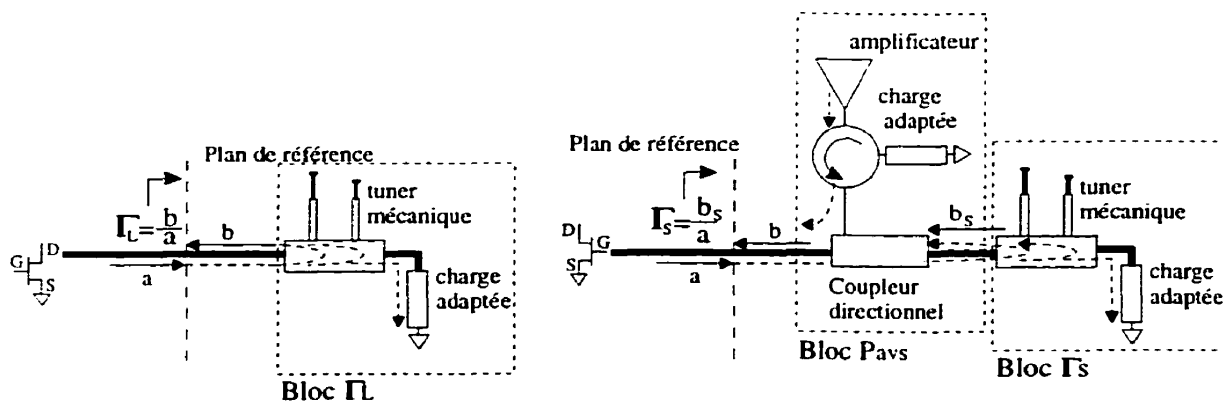 Plan de référence
Γ_L = b/a
tuner
mécanique
b
a
G
D
S
charge
adaptée
Bloc Γ_L
amplificateur
charge
adaptée
Plan de référence
Γ_S = b_S/a
D
G
S
b
a
b_S
tuner
mécanique
Coupleur
directionnel
charge
adaptée
Bloc Pavs
Bloc Γs